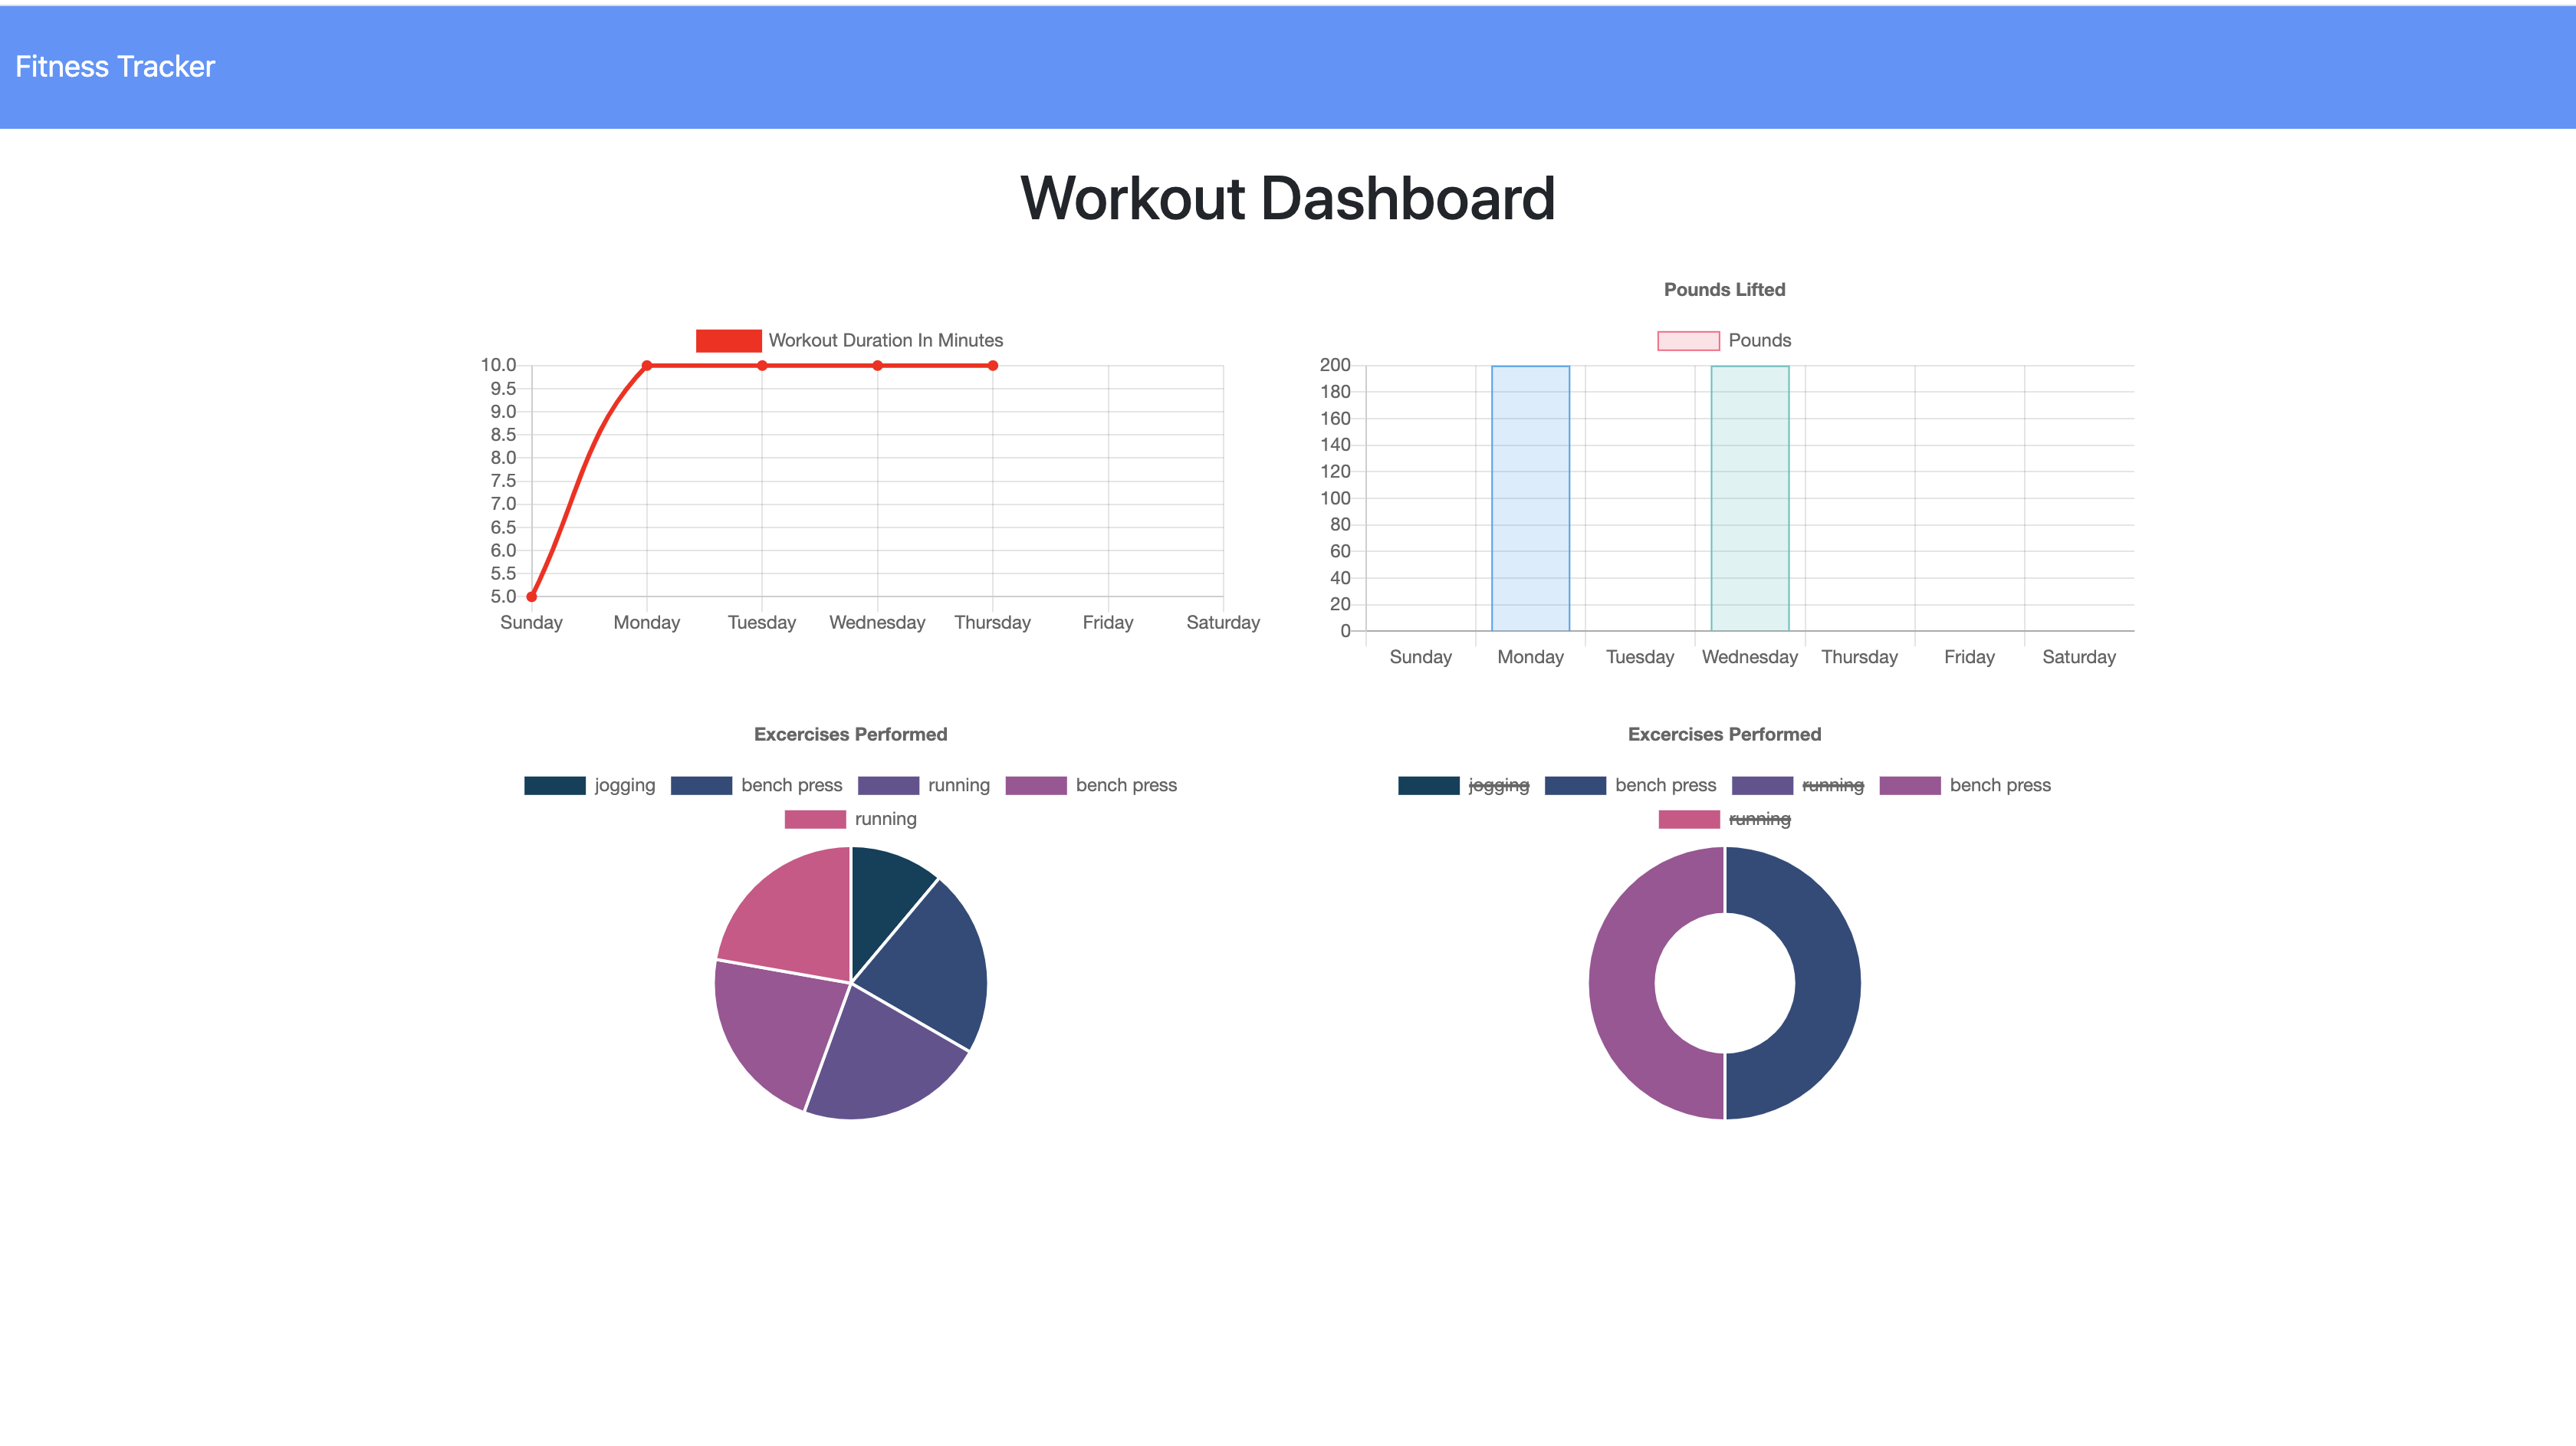 Fitness Tracker
Workout Dashboard
Workout Duration In Minutes
10.0
9.5
9.0
8.5
8.0
7.5
7.0
6.5
6.0
5.5
5.0
Sunday Monday Tuesday Wednesday Thursday Friday Saturday
Pounds Lifted
Pounds
200
180
160
140
120
100
80
60
40
20
0
Sunday Monday Tuesday Wednesday Thursday Friday Saturday
Excercises Performed
jogging bench press running bench press
running
Excercises Performed
jogging bench press running bench press
running